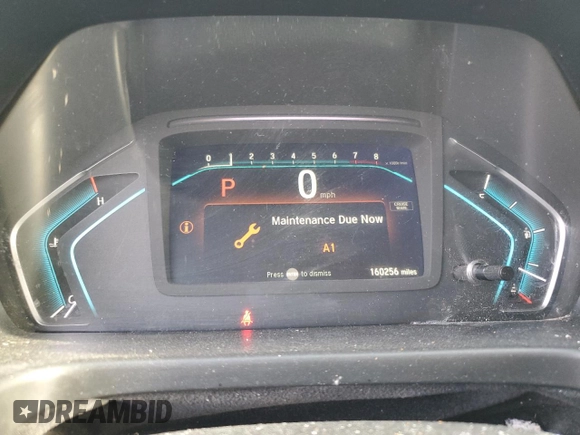 0 1 2 3 4 5 6 7 8
P 0 mph
H
C
Maintenance Due Now
i
A1
Press to dismiss
160256 miles
DREAMBID